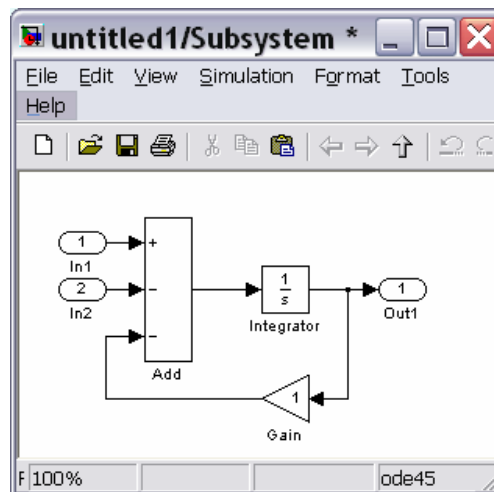 untitled1/Subsystem *
File Edit View Simulation Format Tools
Help
1
In1
2
In2
+
−
−
Add
1
s
Integrator
1
Out1
1
Gain
F 100%
ode45